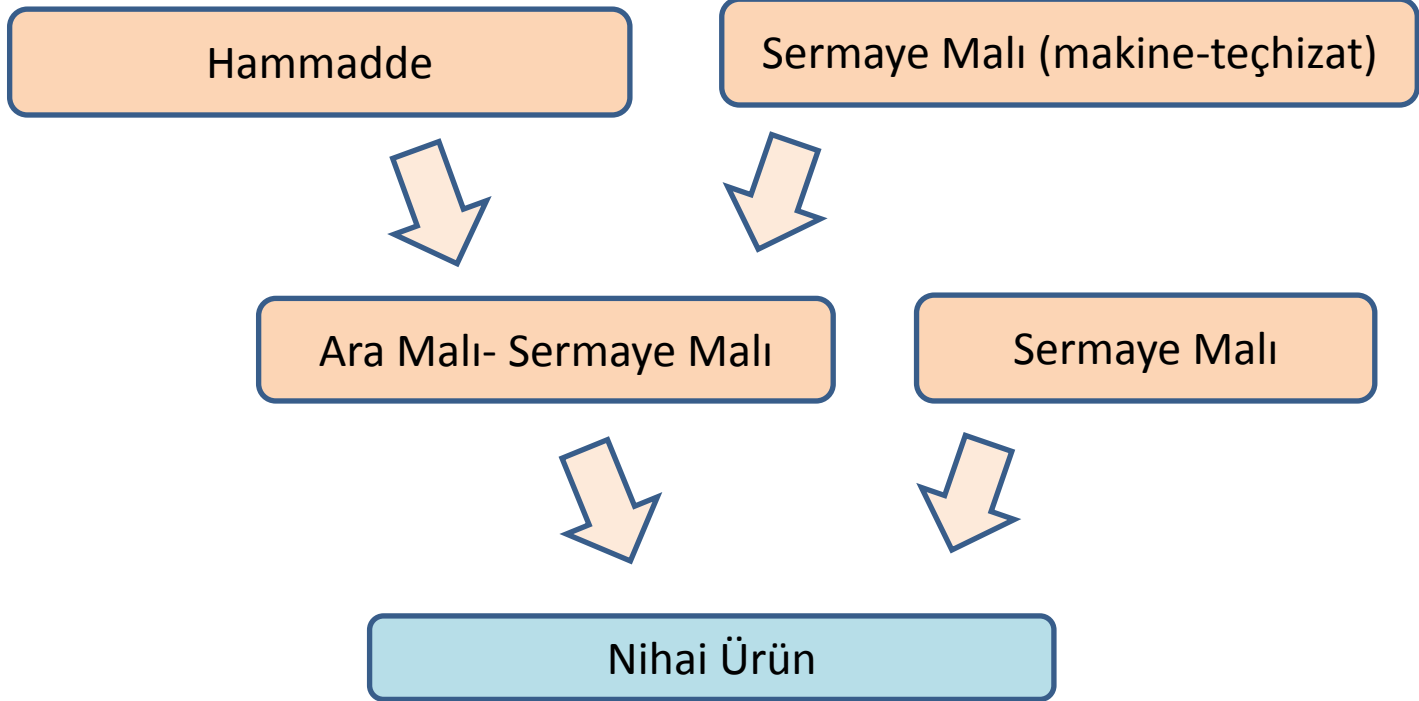 Hammadde
Sermaye Malı (makine-teçhizat)
Ara Malı- Sermaye Malı
Sermaye Malı
Nihai Ürün